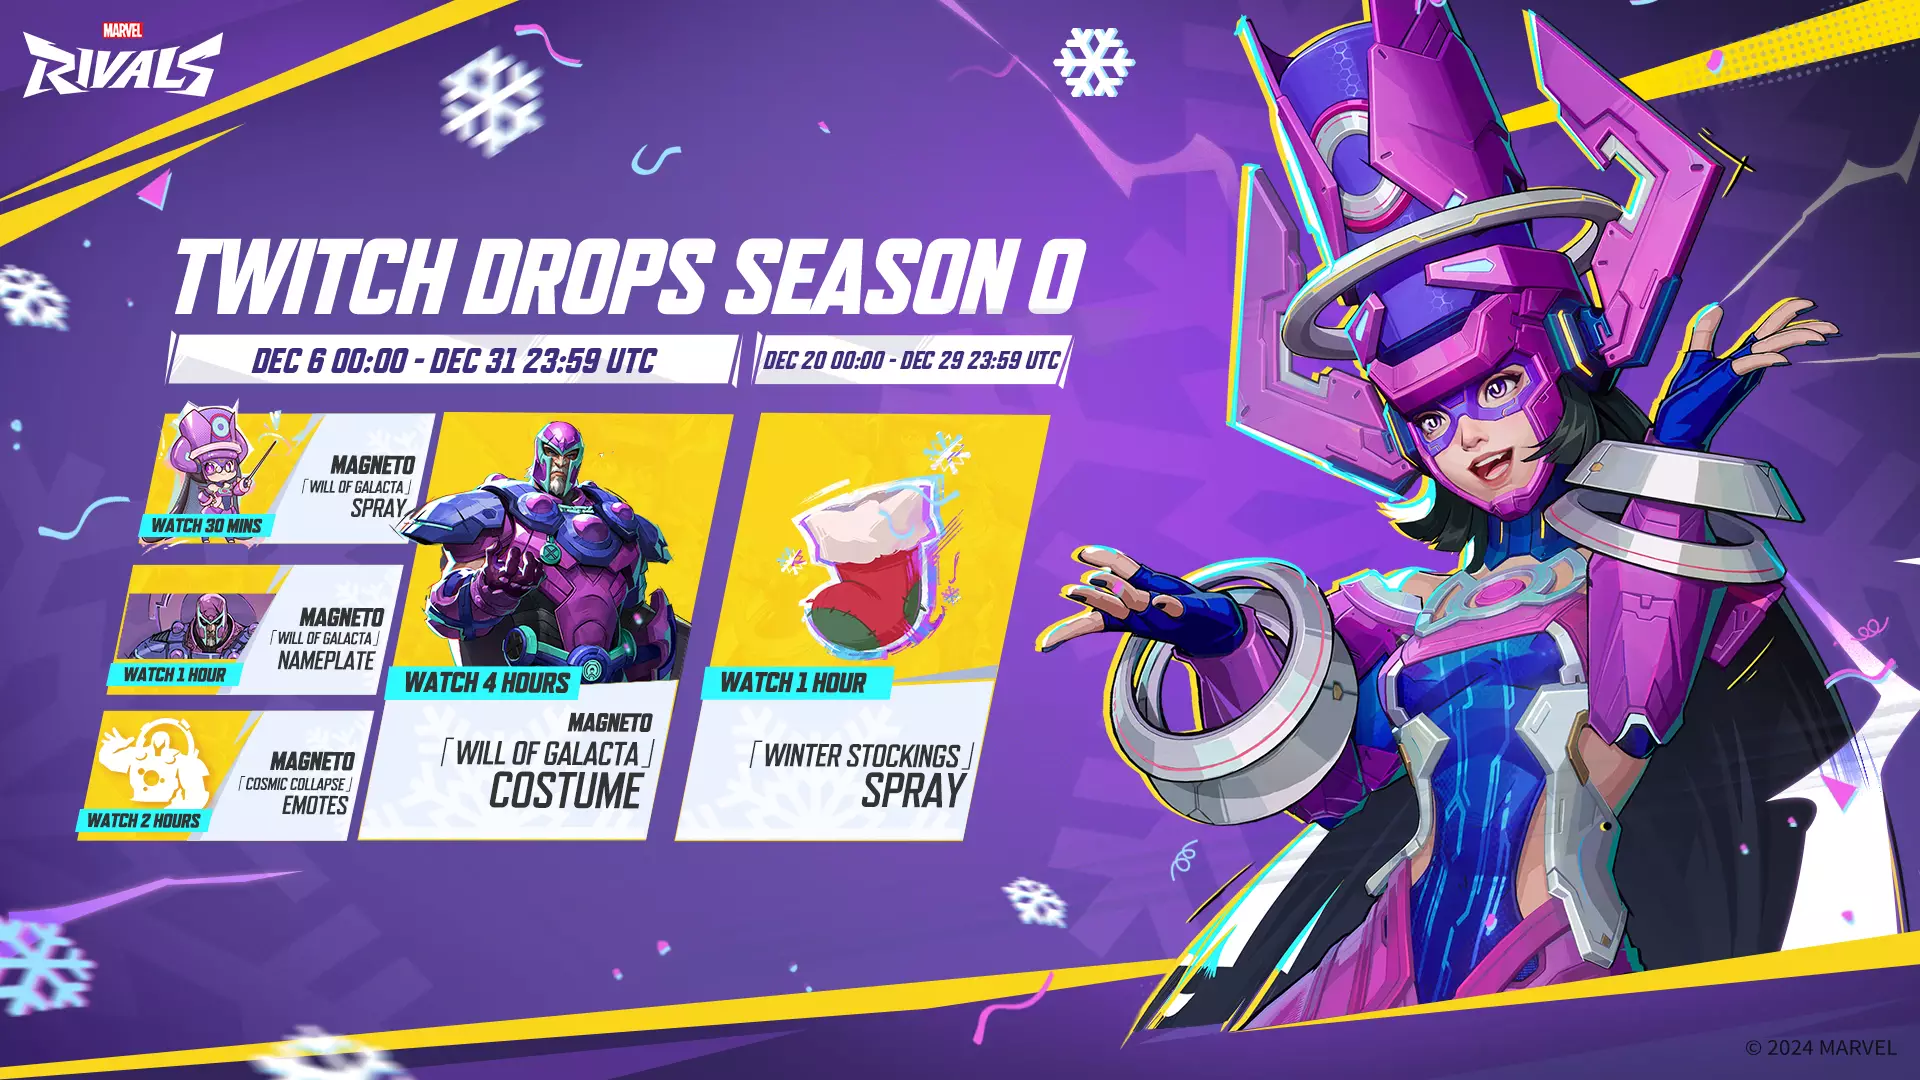 MARVEL
RIVALS
TWITCH DROPS SEASON 0
DEC 6 00:00 - DEC 31 23:59 UTC
DEC 20 00:00 - DEC 29 23:59 UTC
MAGNETO
「WILL OF GALACTA」
SPRAY
WATCH 30 MINS
MAGNETO
「WILL OF GALACTA」
NAMEPLATE
WATCH 1 HOUR
MAGNETO
「COSMIC COLLAPSE」
EMOTES
WATCH 2 HOURS
WATCH 4 HOURS
MAGNETO
「WILL OF GALACTA」
COSTUME
WATCH 1 HOUR
「WINTER STOCKINGS」
SPRAY
© 2024 MARVEL